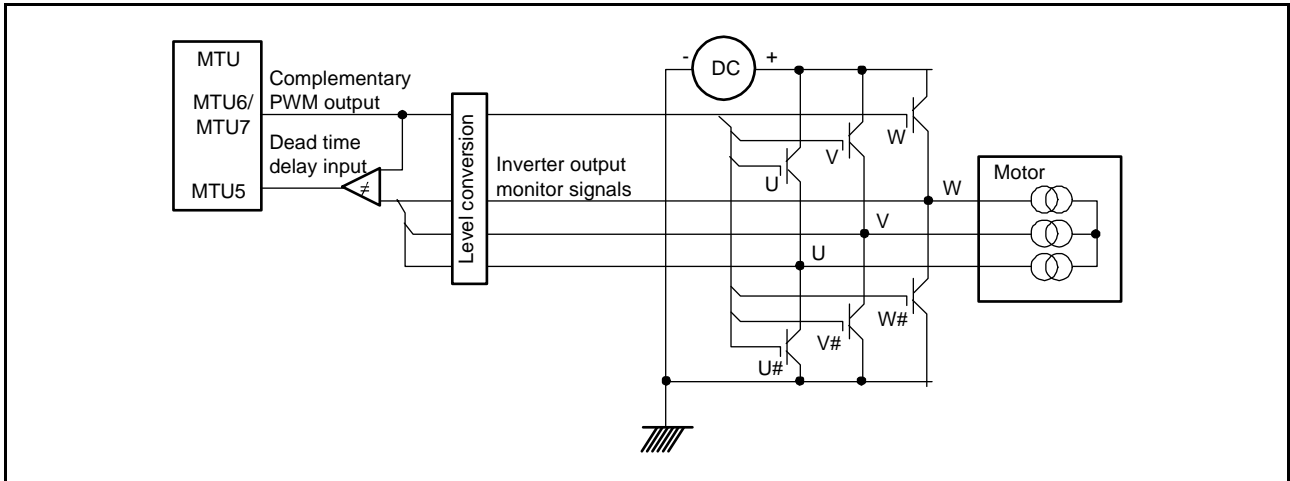 MTU
MTU6/
MTU7
MTU5
Complementary
PWM output
Dead time
delay input
≠
Level conversion
Inverter output
monitor signals
- DC +
W
V
U
W
V
U
W#
V#
U#
Motor